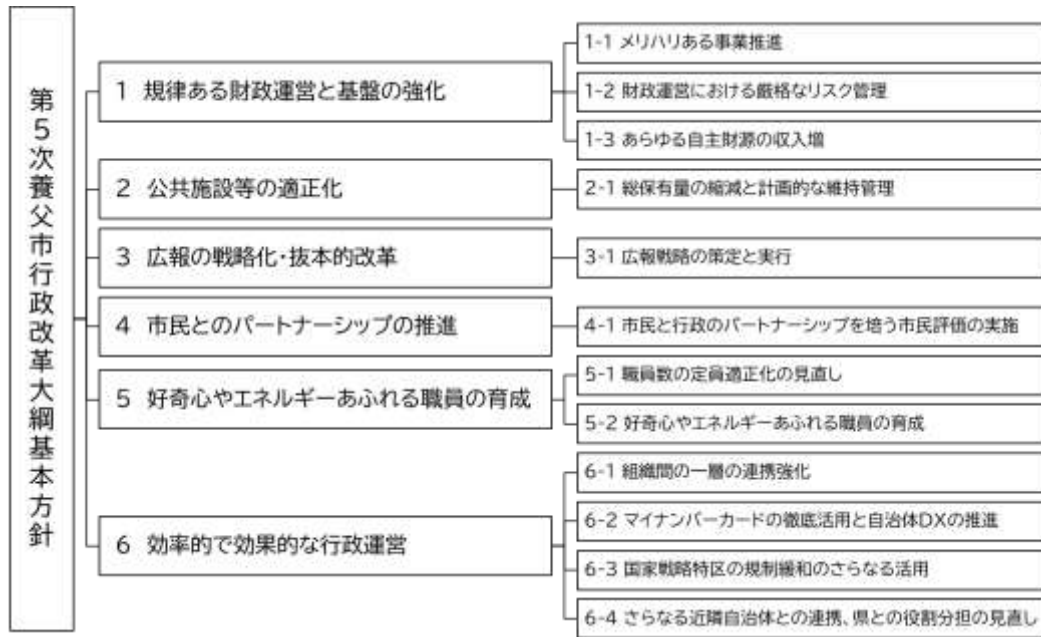 第5次養父市行政改革大綱基本方針
1 規律ある財政運営と基盤の強化
1-1 メリハリある事業推進
1-2 財政運営における厳格なリスク管理
1-3 あらゆる自主財源の収入増
2 公共施設等の適正化
2-1 総保有量の縮減と計画的な維持管理
3 広報の戦略化・抜本的改革
3-1 広報戦略の策定と実行
4 市民とのパートナーシップの推進
4-1 市民と行政のパートナーシップを培う市民評価の実施
5 好奇心やエネルギーあふれる職員の育成
5-1 職員数の定員適正化の見直し
5-2 好奇心やエネルギーあふれる職員の育成
6 効率的で効果的な行政運営
6-1 組織間の一層の連携強化
6-2 マイナンバーカードの徹底活用と自治体DXの推進
6-3 国家戦略特区の規制緩和のさらなる活用
6-4 さらなる近隣自治体との連携、県との役割分担の見直し